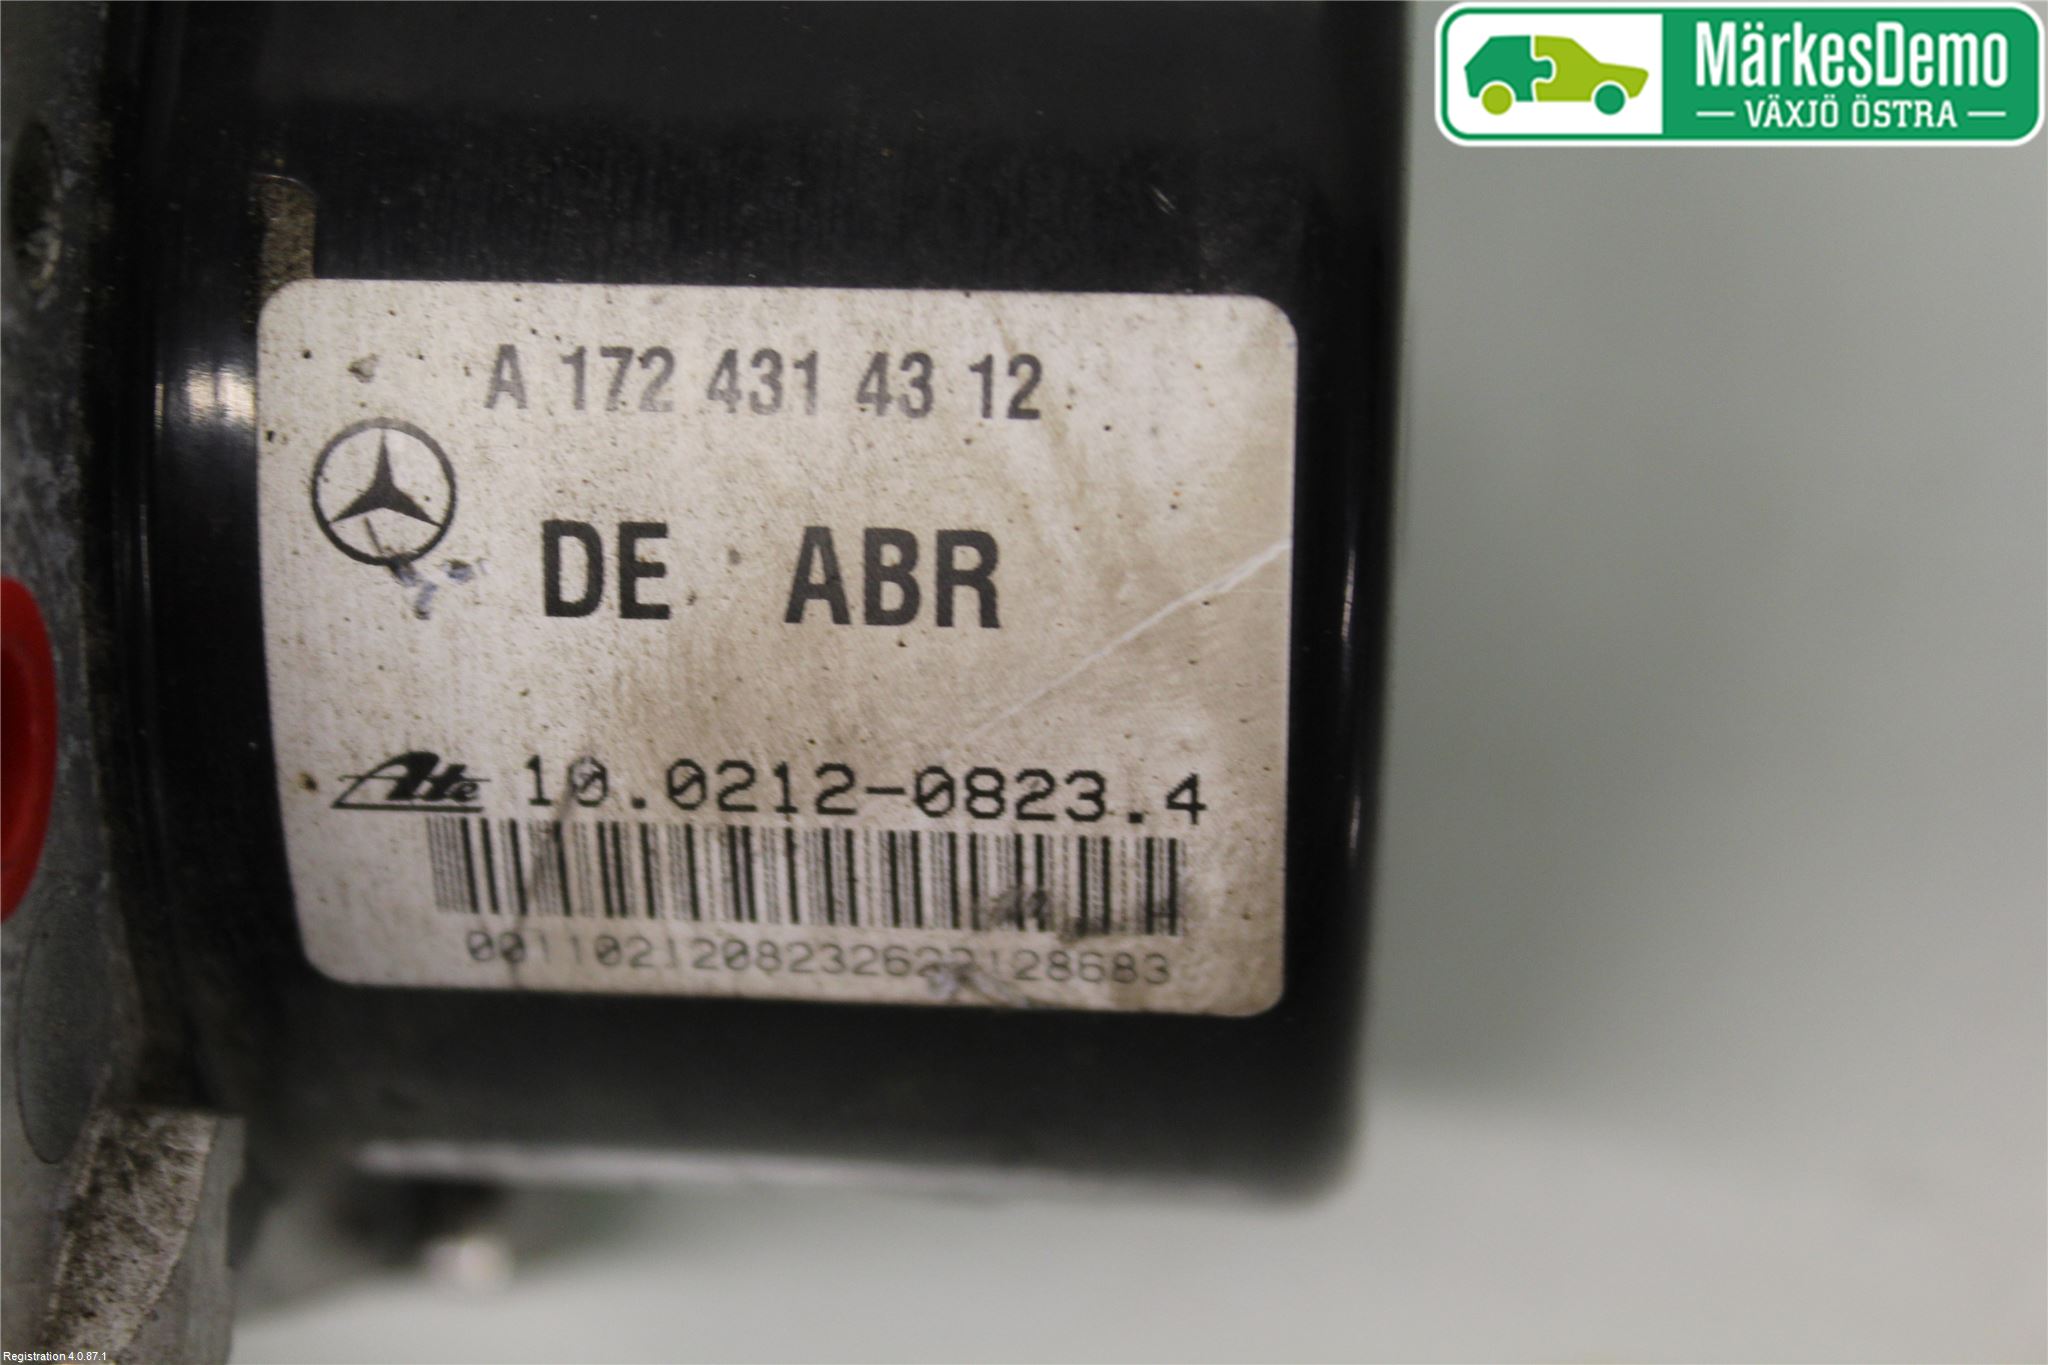 MärkesDemo
VÄXJÖ ÖSTRA
A 172 431 43 12
DE ABR
Ate 10.0212-0823.4
Registration 4.0.87.1